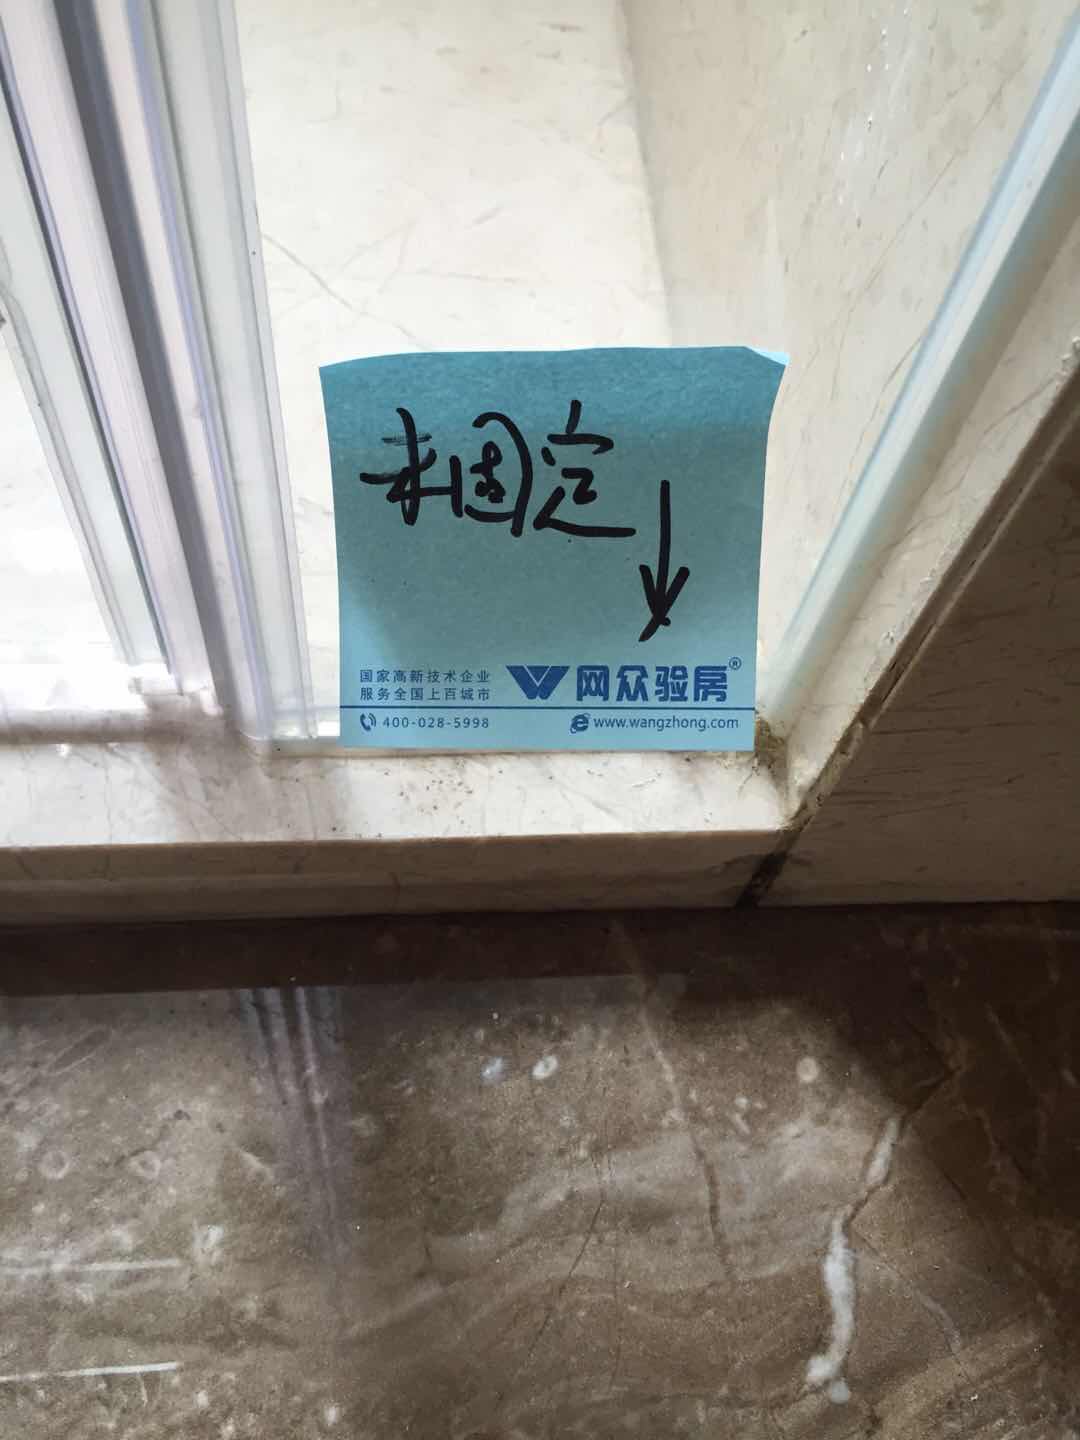 未固定
国家高新技术企业
服务全国上百城市
网众验房®
400-028-5998
www.wangzhong.com